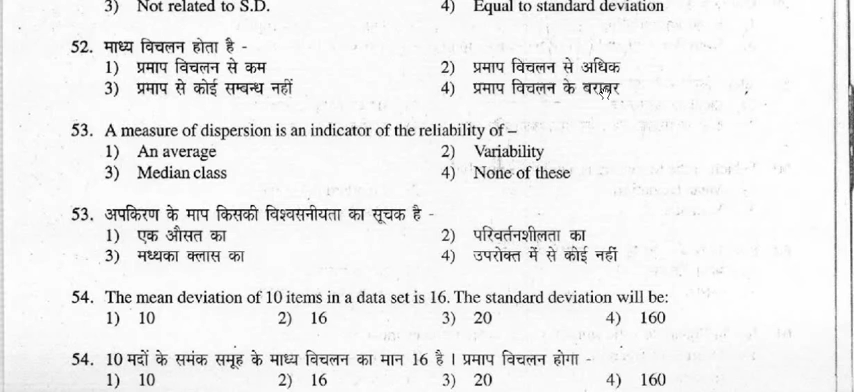 3) Not related to S.D. 4) Equal to standard deviation
52. माध्य विचलन होता है -
1) प्रमाप विचलन से कम 2) प्रमाप विचलन से अधिक
3) प्रमाप से कोई सम्बन्ध नहीं 4) प्रमाप विचलन के बराबर
53. A measure of dispersion is an indicator of the reliability of –
1) An average 2) Variability
3) Median class 4) None of these
53. अपकिरण के माप किसकी विश्वसनीयता का सूचक है -
1) एक औसत का 2) परिवर्तनशीलता का
3) मध्यका क्लास का 4) उपरोक्त में से कोई नहीं
54. The mean deviation of 10 items in a data set is 16. The standard deviation will be:
1) 10 2) 16 3) 20 4) 160
54. 10 मदों के समंक समूह के माध्य विचलन का मान 16 है । प्रमाप विचलन होगा -
1) 10 2) 16 3) 20 4) 160